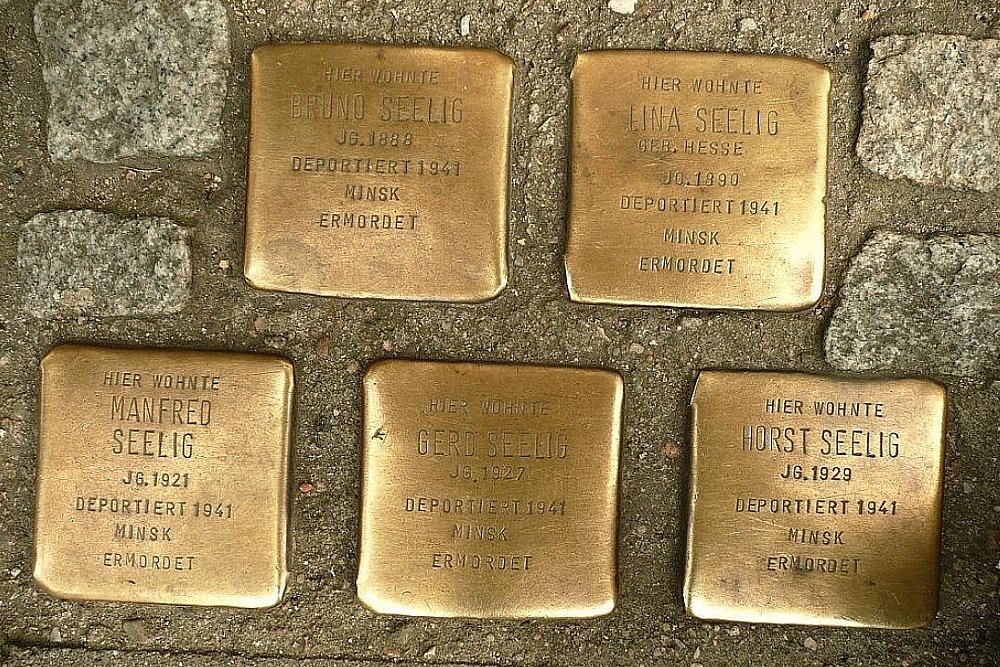 HIER WOHNTE
BRUNO SEELIG
JG.1888
DEPORTIERT 1941
MINSK
ERMORDET
HIER WOHNTE
LINA SEELIG
GEB. HESSE
JG.1890
DEPORTIERT 1941
MINSK
ERMORDET
HIER WOHNTE
MANFRED
SEELIG
JG.1921
DEPORTIERT 1941
MINSK
ERMORDET
HIER WOHNTE
GERD SEELIG
JG.1927
DEPORTIERT 1941
MINSK
ERMORDET
HIER WOHNTE
HORST SEELIG
JG.1929
DEPORTIERT 1941
MINSK
ERMORDET